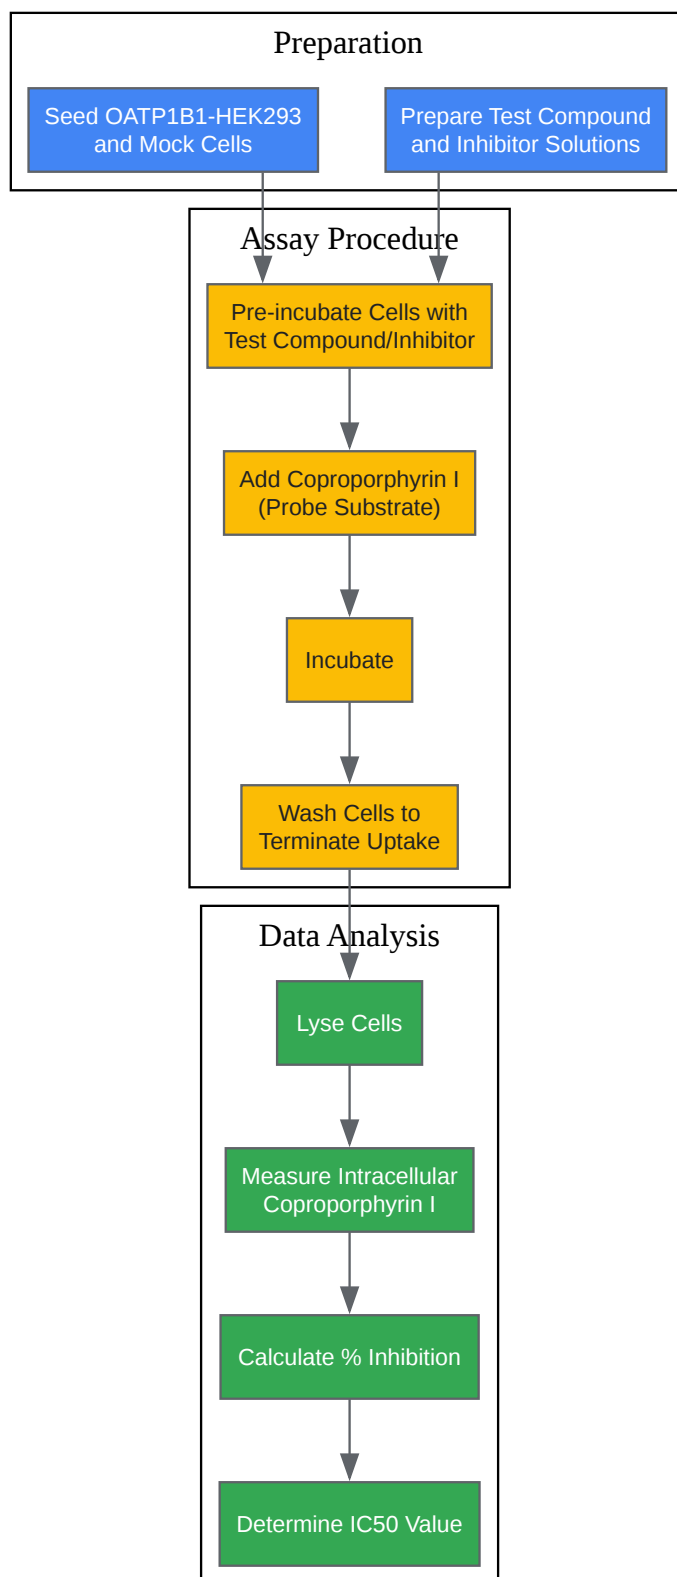 Preparation
Seed OATP1B1-HEK293
and Mock Cells
Prepare Test Compound
and Inhibitor Solutions
Assay Procedure
Pre-incubate Cells with
Test Compound/Inhibitor
Add Coproporphyrin I
(Probe Substrate)
Incubate
Wash Cells to
Terminate Uptake
Data Analysis
Lyse Cells
Measure Intracellular
Coproporphyrin I
Calculate % Inhibition
Determine IC50 Value